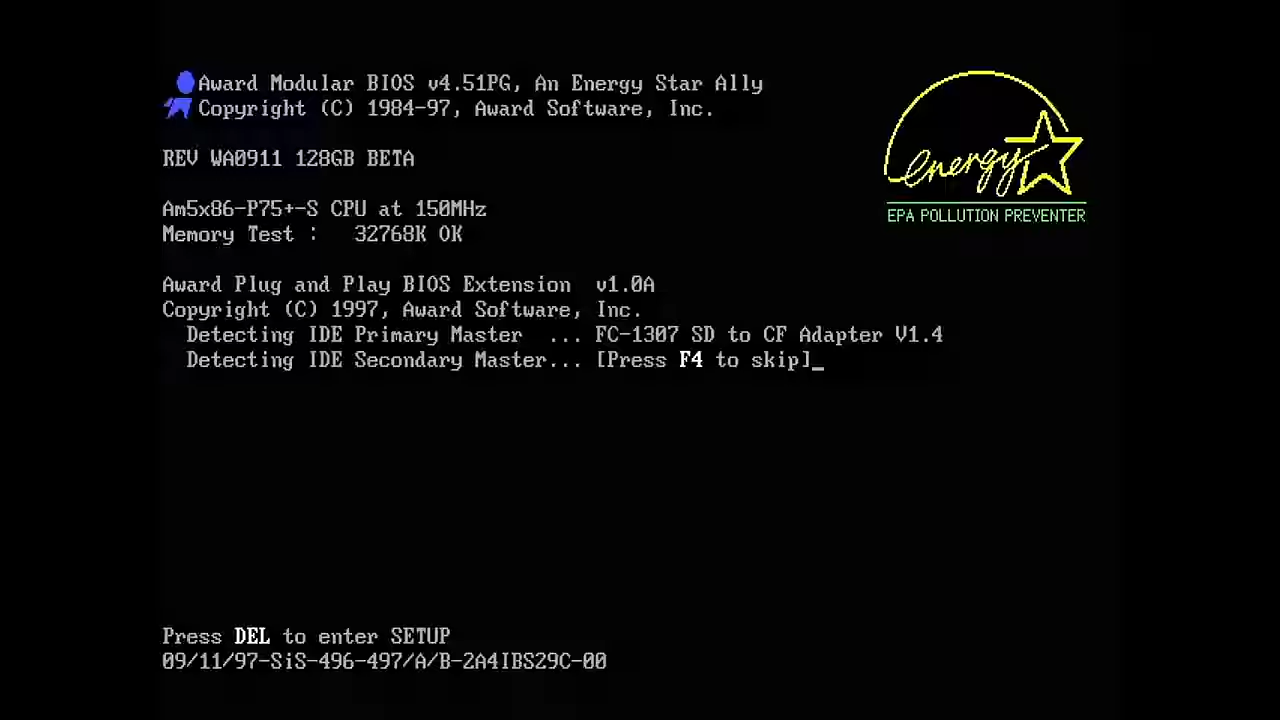 Award Modular BIOS v4.51PG, An Energy Star Ally
Copyright (C) 1984-97, Award Software, Inc.
energy
EPA POLLUTION PREVENTER
REV WA0911 128GB BETA
Am5x86-P75+-S CPU at 150MHz
Memory Test :   32768K OK
Award Plug and Play BIOS Extension  v1.0A
Copyright (C) 1997, Award Software, Inc.
Detecting IDE Primary Master  ... FC-1307 SD to CF Adapter V1.4
Detecting IDE Secondary Master... [Press F4 to skip]_
Press DEL to enter SETUP
09/11/97-SiS-496-497/A/B-2A4IBS29C-00